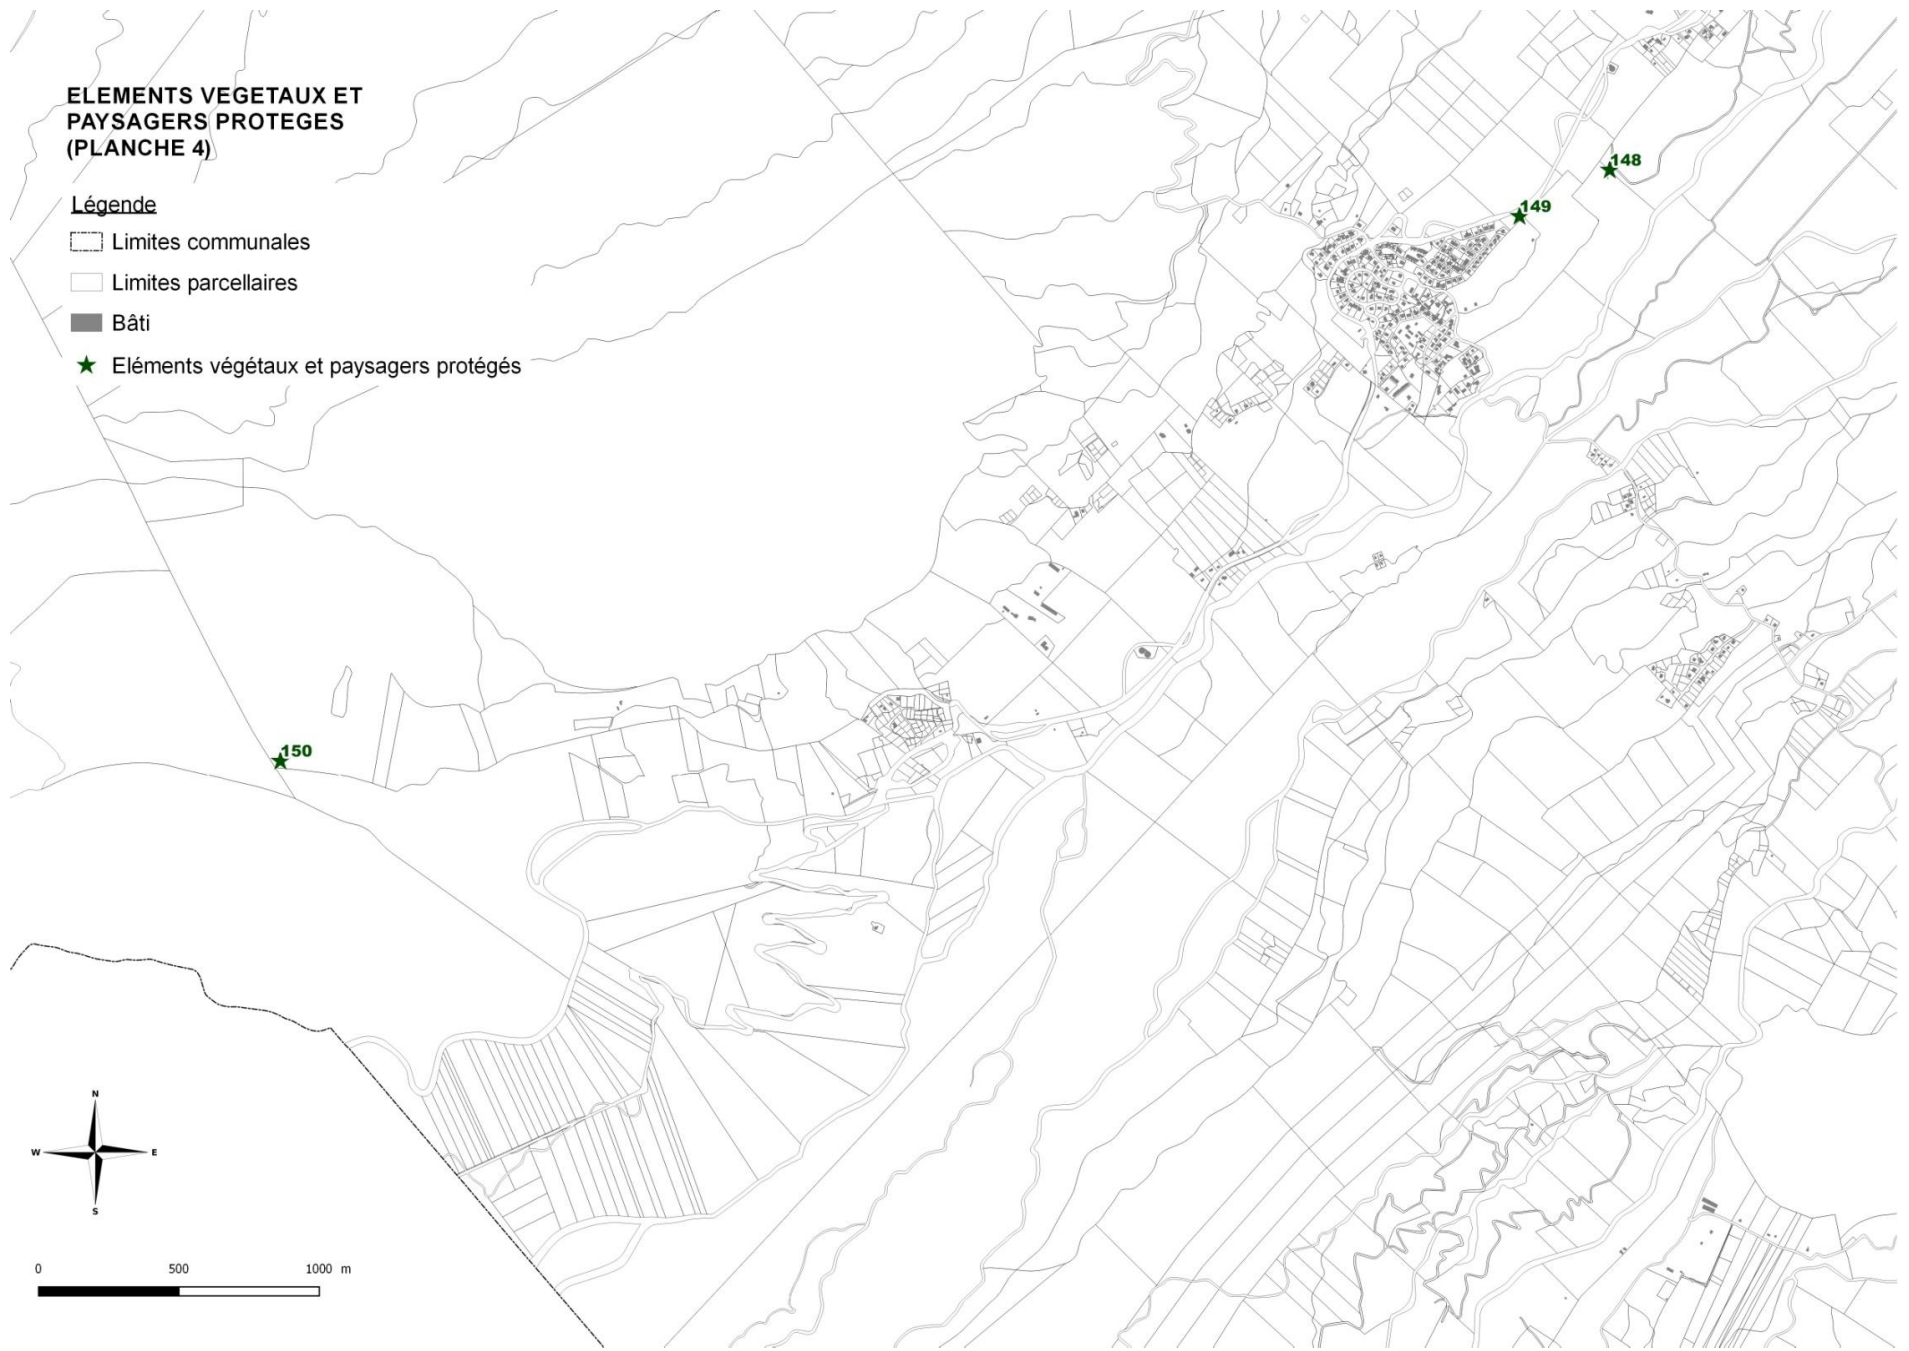 ELEMENTS VEGETAUX ET
PAYSAGERS PROTEGES
(PLANCHE 4)
Légende
Limites communales
Limites parcellaires
Bâti
Eléments végétaux et paysagers protégés
148
149
150
N
W E
S
0 500 1000 m